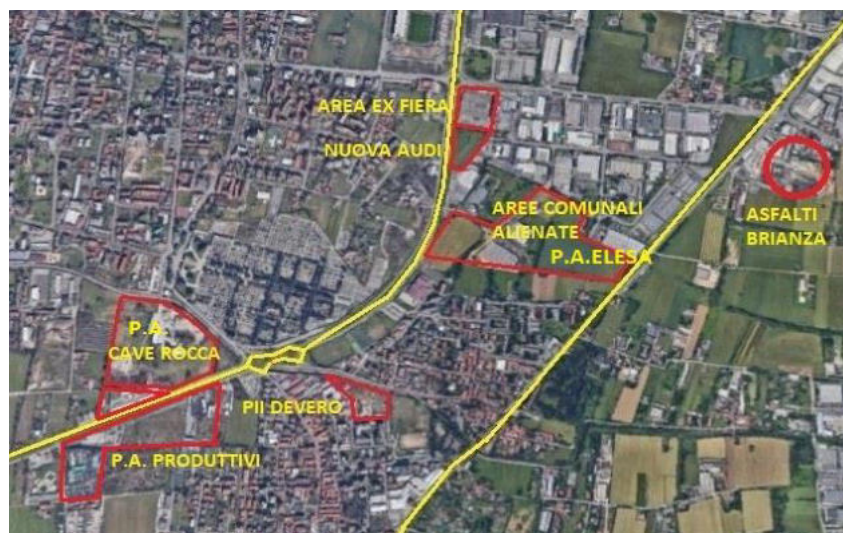 AREA EX FIERA
NUOVA AUDI
AREE COMUNALI
ALIENATE
P.A.ELESA
ASFALTI
BRIANZA
P.A.
CAVE ROCCA
PII DEVERO
P.A. PRODUTTIVI